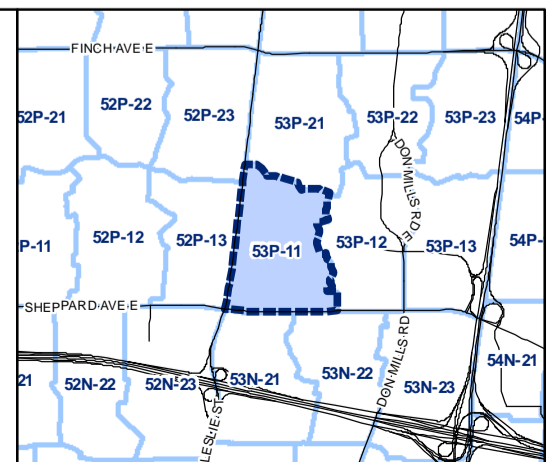 FINCH AVE E
52P-21
52P-22
52P-23
53P-21
53P-22
53P-23
54P-
DON MILLS RD E
P-11
52P-12
52P-13
53P-11
53P-12
53P-13
54P-
SHEPPARD AVE E
21
52N-22
52N-23
53N-21
53N-22
53N-23
54N-21
DON MILLS RD
LESLIE ST